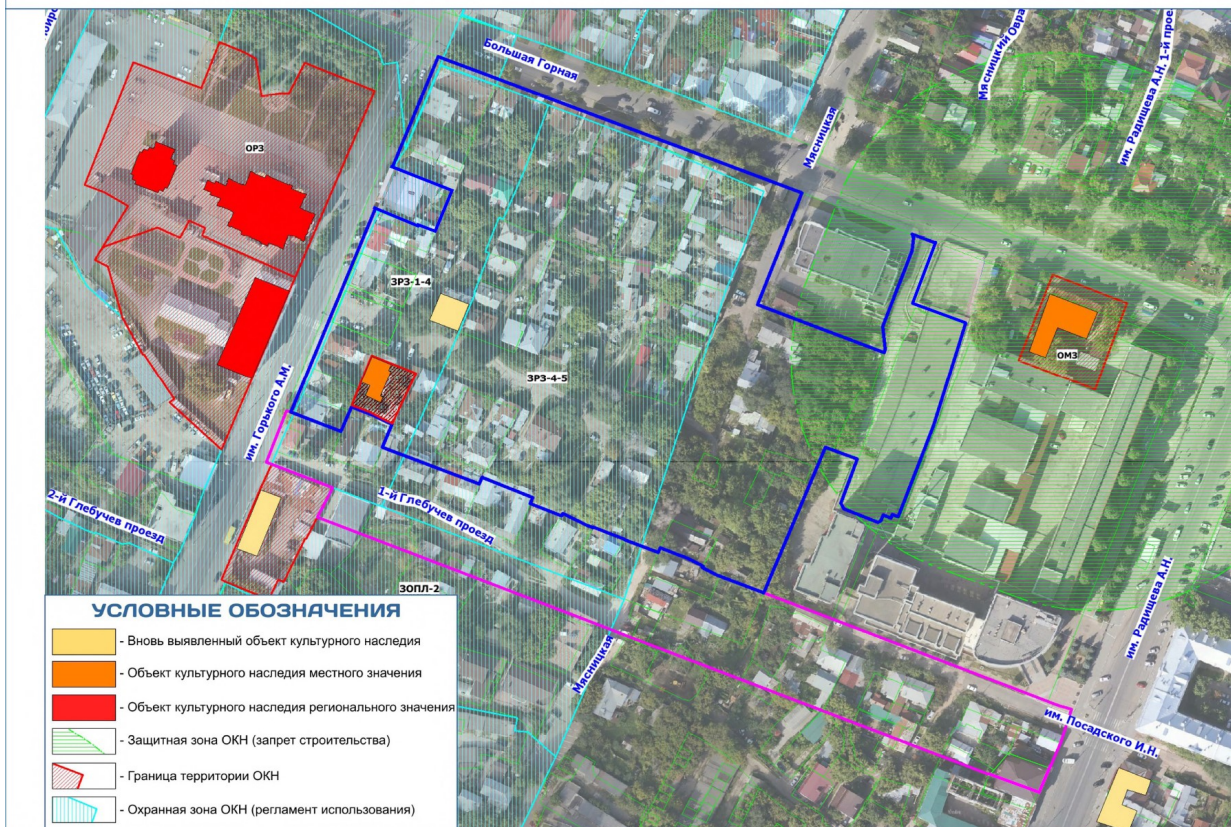 Большая Горная
Мясницкая
Мясницкий Овра
им. Радищева А.Н. 1-й прое
ОРЗ
ЗРЗ-1-4
ЗРЗ-4-5
ОМЗ
им. Горького А.М.
2-й Глебучев проезд
1-й Глебучев проезд
ЗОПЛ-2
Мясницкая
им. Радищева А.Н.
им. Посадского И.Н.
УСЛОВНЫЕ ОБОЗНАЧЕНИЯ
- Вновь выявленный объект культурного наследия
- Объект культурного наследия местного значения
- Объект культурного наследия регионального значения
- Защитная зона ОКН (запрет строительства)
- Граница территории ОКН
- Охранная зона ОКН (регламент использования)